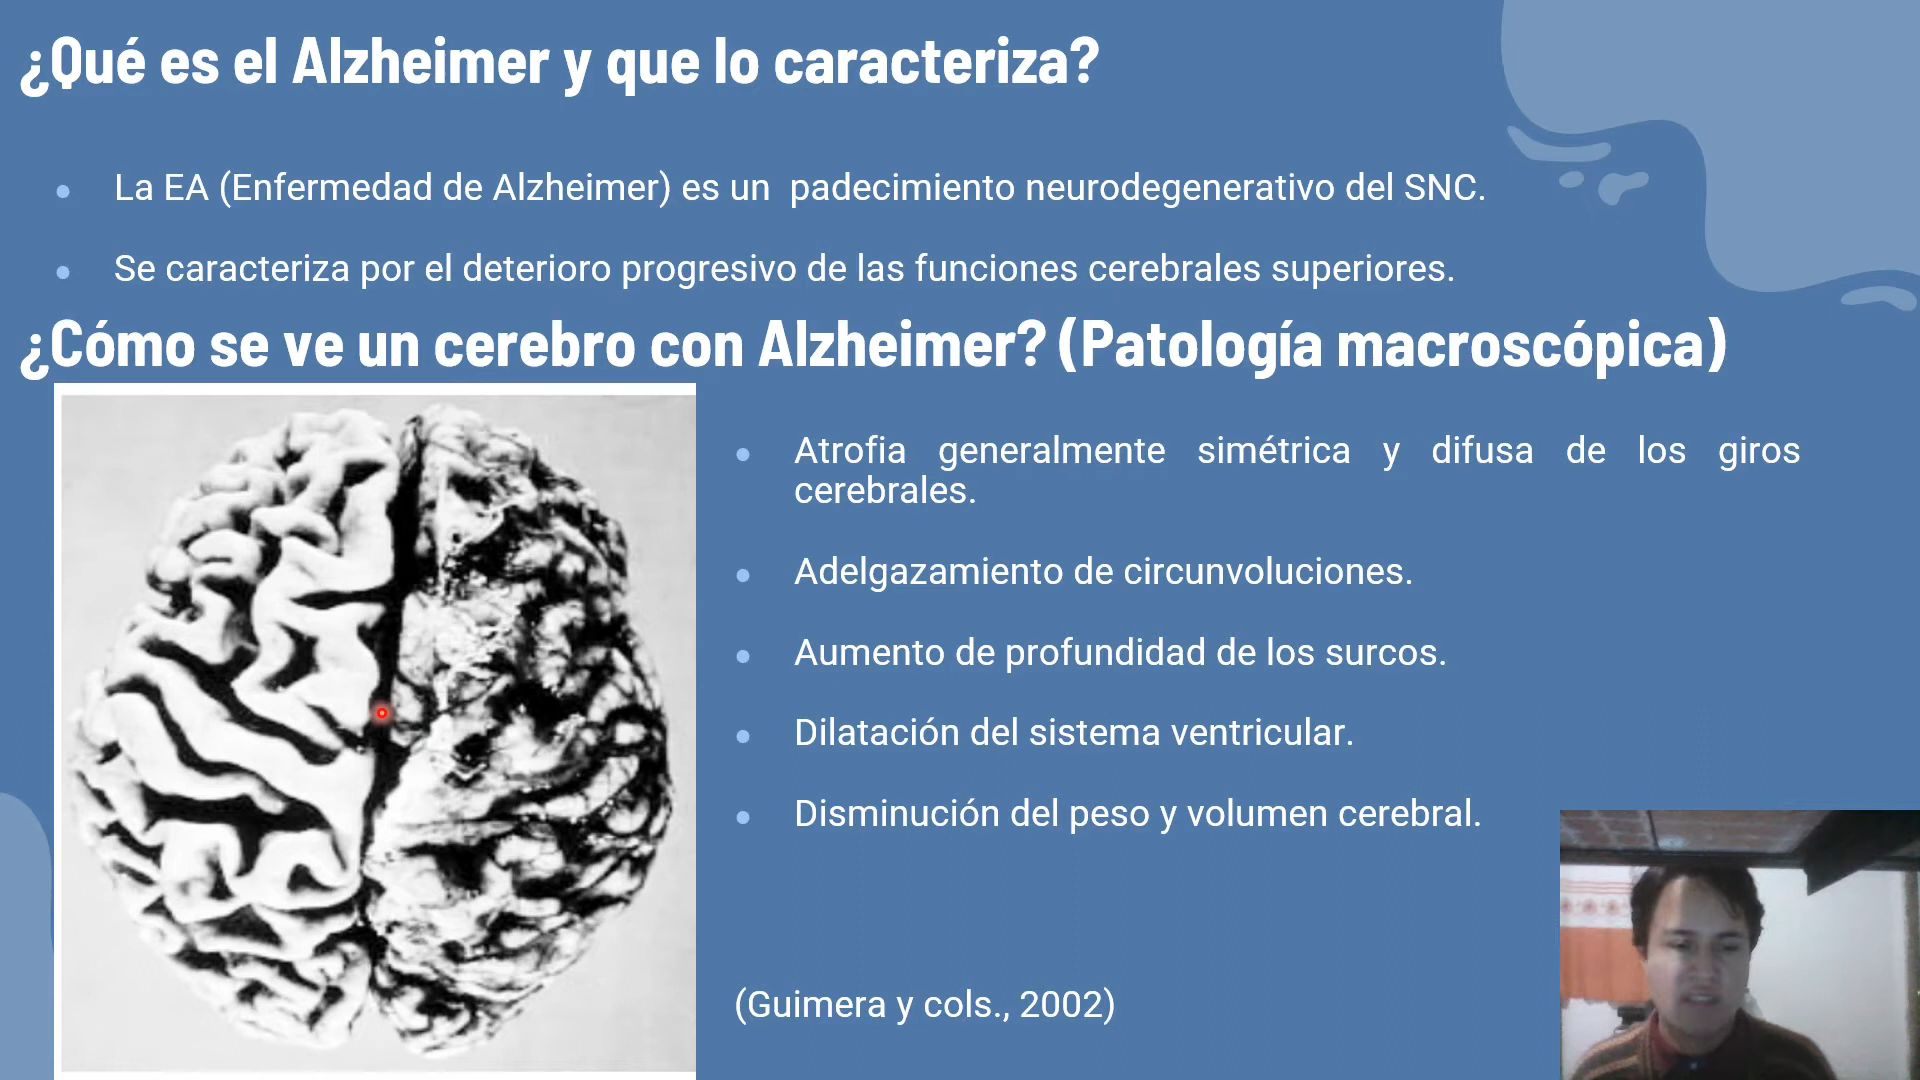 ¿Qué es el Alzheimer y que lo caracteriza?
La EA (Enfermedad de Alzheimer) es un padecimiento neurodegenerativo del SNC.
Se caracteriza por el deterioro progresivo de las funciones cerebrales superiores.
¿Cómo se ve un cerebro con Alzheimer? (Patología macroscópica)
Atrofia generalmente simétrica y difusa de los giros
cerebrales.
Adelgazamiento de circunvoluciones.
Aumento de profundidad de los surcos.
Dilatación del sistema ventricular.
Disminución del peso y volumen cerebral.
(Guimera y cols., 2002)